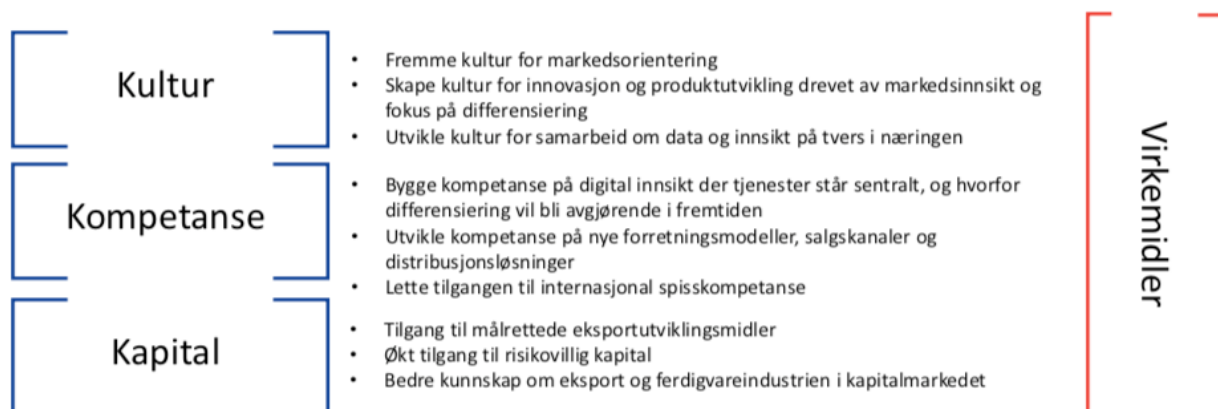 Kultur
• Fremme kultur for markedsorientering
• Skape kultur for innovasjon og produktutvikling drevet av markedsinnsikt og
fokus på differensiering
• Utvikle kultur for samarbeid om data og innsikt på tvers i næringen
Kompetanse
• Bygge kompetanse på digital innsikt der tjenester står sentralt, og hvorfor
differensiering vil bli avgjørende i fremtiden
• Utvikle kompetanse på nye forretningsmodeller, salgskanaler og
distribusjonsløsninger
• Lette tilgangen til internasjonal spisskompetanse
Kapital
• Tilgang til målrettede eksportutviklingsmidler
• Økt tilgang til risikovillig kapital
• Bedre kunnskap om eksport og ferdigvareindustrien i kapitalmarkedet
Virkemidler